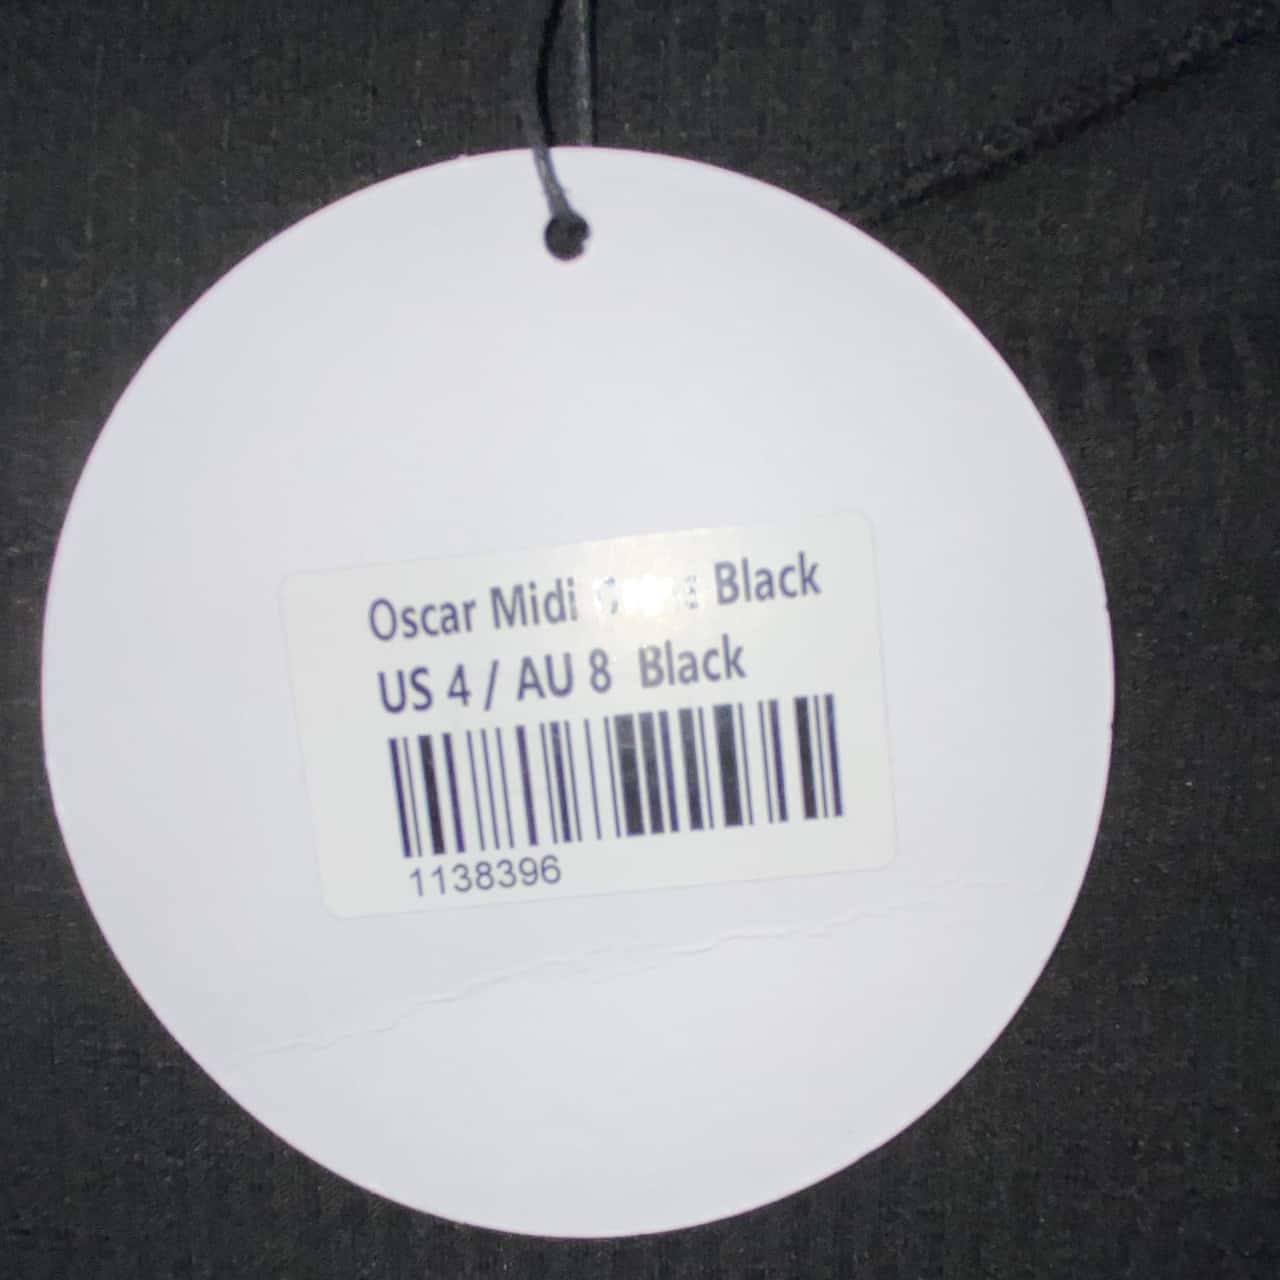 Oscar Midi Black
US 4 / AU 8 Black
1138396